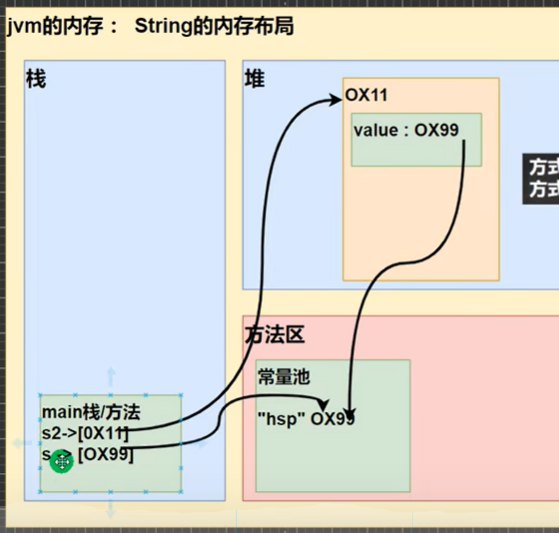 jvm的内存： String的内存布局
栈
堆
OX11
value : OX99
方式
方式
方法区
常量池
"hsp" OX99
main栈/方法
s2->[0X11]
s-> [OX99]